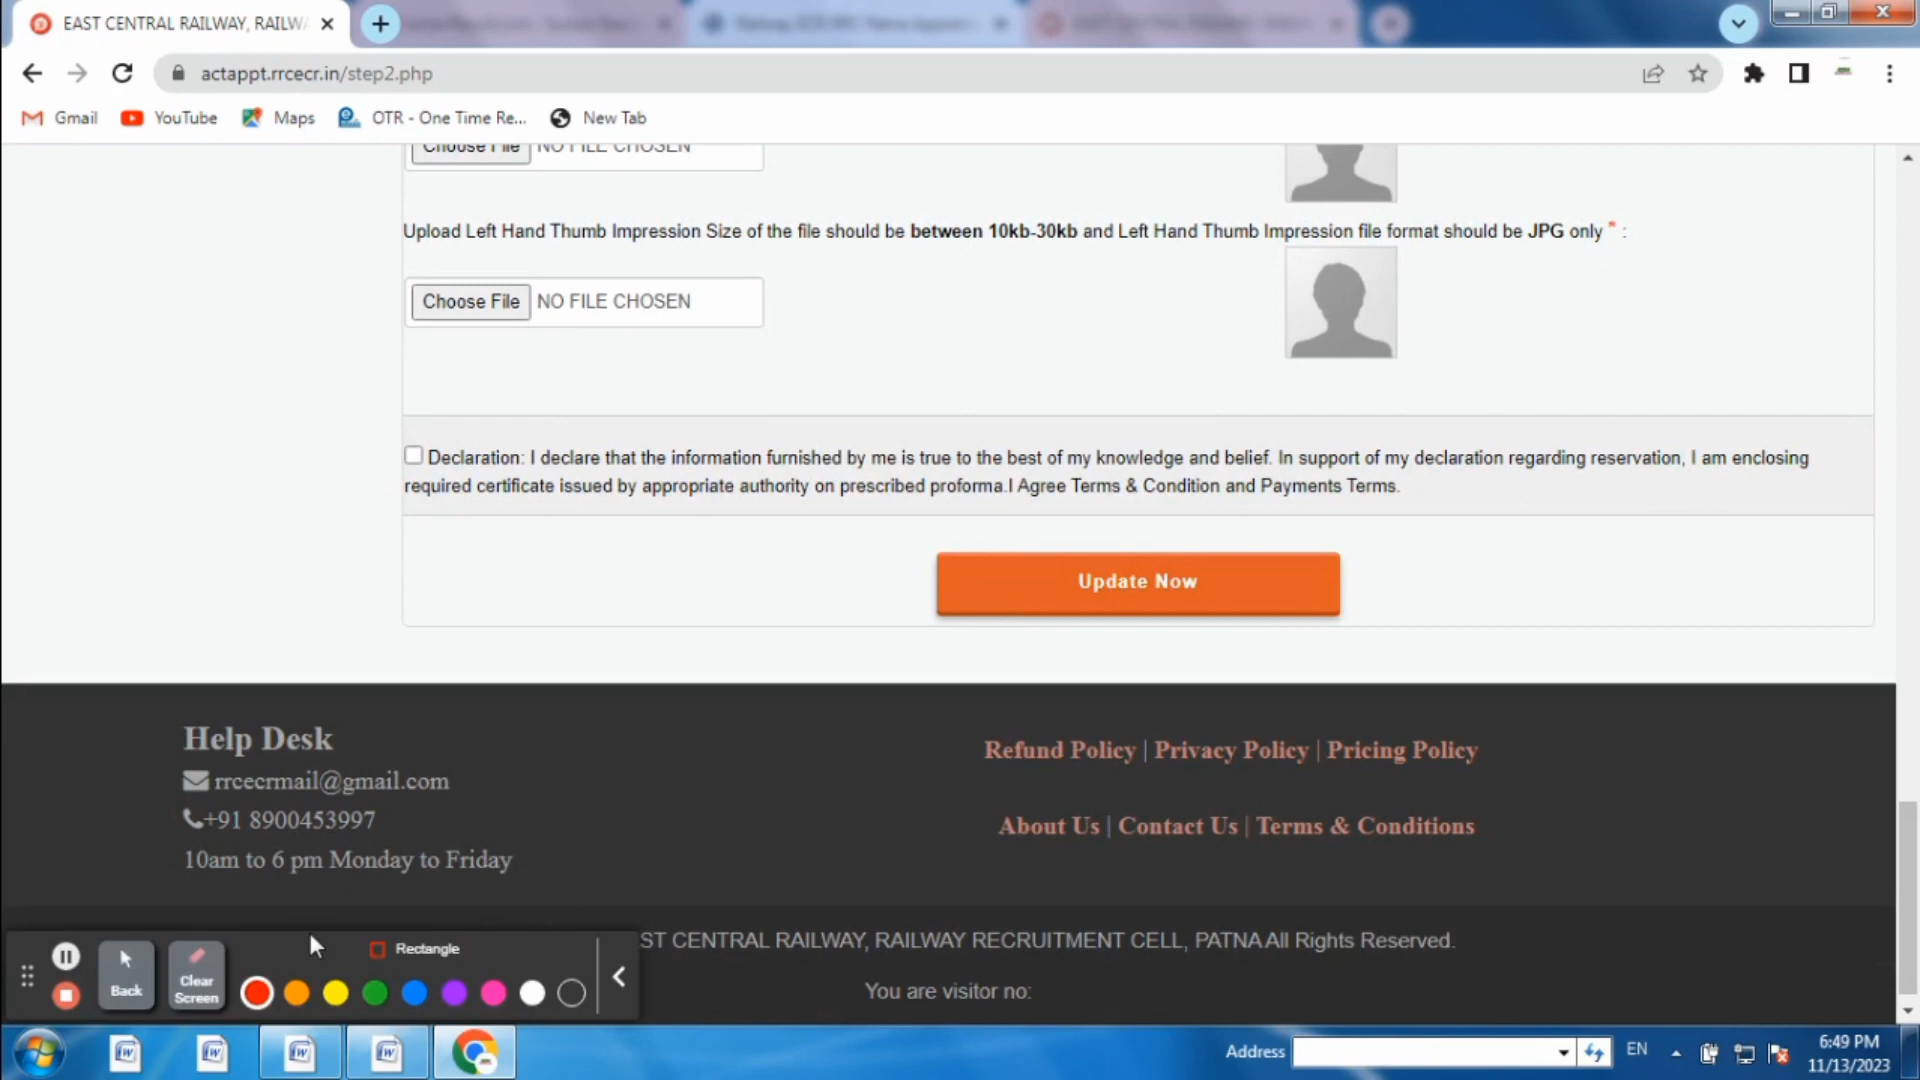 EAST CENTRAL RAILWAY, RAILWA
actappt.rrcecr.in/step2.php
Gmail
YouTube
Maps
OTR - One Time Re...
New Tab
Choose File NO FILE CHOSEN
Upload Left Hand Thumb Impression Size of the file should be between 10kb-30kb and Left Hand Thumb Impression file format should be JPG only * :
Choose File NO FILE CHOSEN
Declaration: I declare that the information furnished by me is true to the best of my knowledge and belief. In support of my declaration regarding reservation, I am enclosing
required certificate issued by appropriate authority on prescribed proforma.I Agree Terms & Condition and Payments Terms.
Update Now
Help Desk
rrcecrmail@gmail.com
+91 8900453997
10am to 6 pm Monday to Friday
Refund Policy | Privacy Policy | Pricing Policy
About Us | Contact Us | Terms & Conditions
ST CENTRAL RAILWAY, RAILWAY RECRUITMENT CELL, PATNA All Rights Reserved.
You are visitor no:
Back
Clear
Screen
Rectangle
Address
EN
6:49 PM
11/13/2023